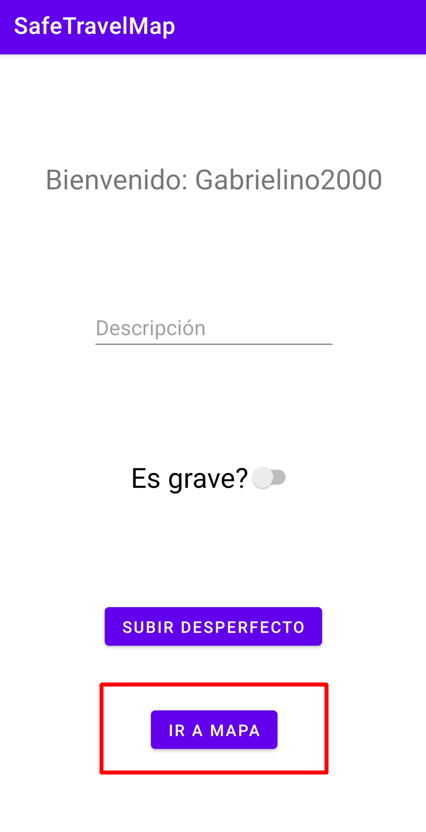 SafeTravelMap
Bienvenido: Gabrielino2000
Descripción
Es grave?
SUBIR DESPERFECTO
IR A MAPA